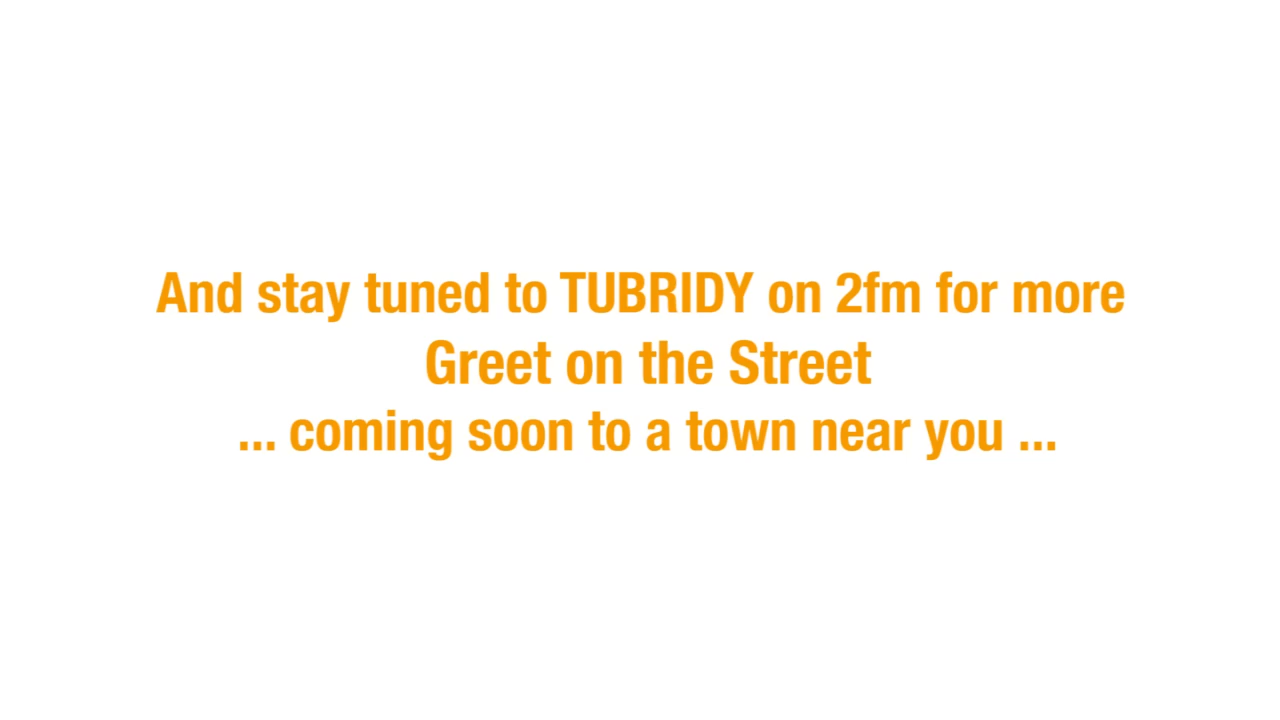 And stay tuned to TUBRIDY on 2fm for more
Greet on the Street
... coming soon to a town near you ...